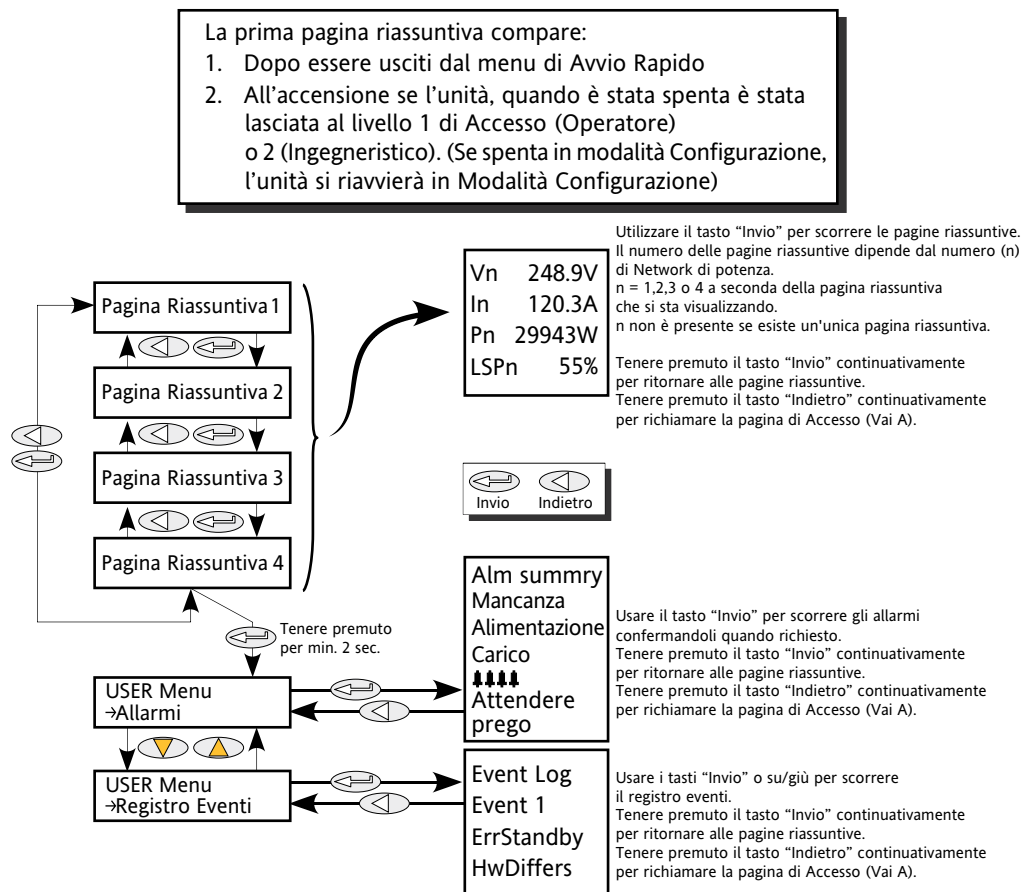 La prima pagina riassuntiva compare:
1. Dopo essere usciti dal menu di Avvio Rapido
2. All'accensione se l'unità, quando è stata spenta è stata
lasciata al livello 1 di Accesso (Operatore)
o 2 (Ingegneristico). (Se spenta in modalità Configurazione,
l'unità si riavvierà in Modalità Configurazione)
Pagina Riassuntiva 1
Pagina Riassuntiva 2
Pagina Riassuntiva 3
Pagina Riassuntiva 4
Vn 248.9V
In 120.3A
Pn 29943W
LSPn 55%
Utilizzare il tasto “Invio” per scorrere le pagine riassuntive.
Il numero delle pagine riassuntive dipende dal numero (n)
di Network di potenza.
n = 1,2,3 o 4 a seconda della pagina riassuntiva
che si sta visualizzando.
n non è presente se esiste un'unica pagina riassuntiva.
Tenere premuto il tasto “Invio” continuativamente
per ritornare alle pagine riassuntive.
Tenere premuto il tasto “Indietro” continuativamente
per richiamare la pagina di Accesso (Vai A).
Invio Indietro
Tenere premuto
per min. 2 sec.
USER Menu
→Allarmi
Alm summry
Mancanza
Alimentazione
Carico
Attendere
prego
Usare il tasto “Invio” per scorrere gli allarmi
confermandoli quando richiesto.
Tenere premuto il tasto “Invio” continuativamente
per ritornare alle pagine riassuntive.
Tenere premuto il tasto “Indietro” continuativamente
per richiamare la pagina di Accesso (Vai A).
USER Menu
→Registro Eventi
Event Log
Event 1
ErrStandby
HwDiffers
Usare i tasti “Invio” o su/giù per scorrere
il registro eventi.
Tenere premuto il tasto “Invio” continuativamente
per ritornare alle pagine riassuntive.
Tenere premuto il tasto “Indietro” continuativamente
per richiamare la pagina di Accesso (Vai A).